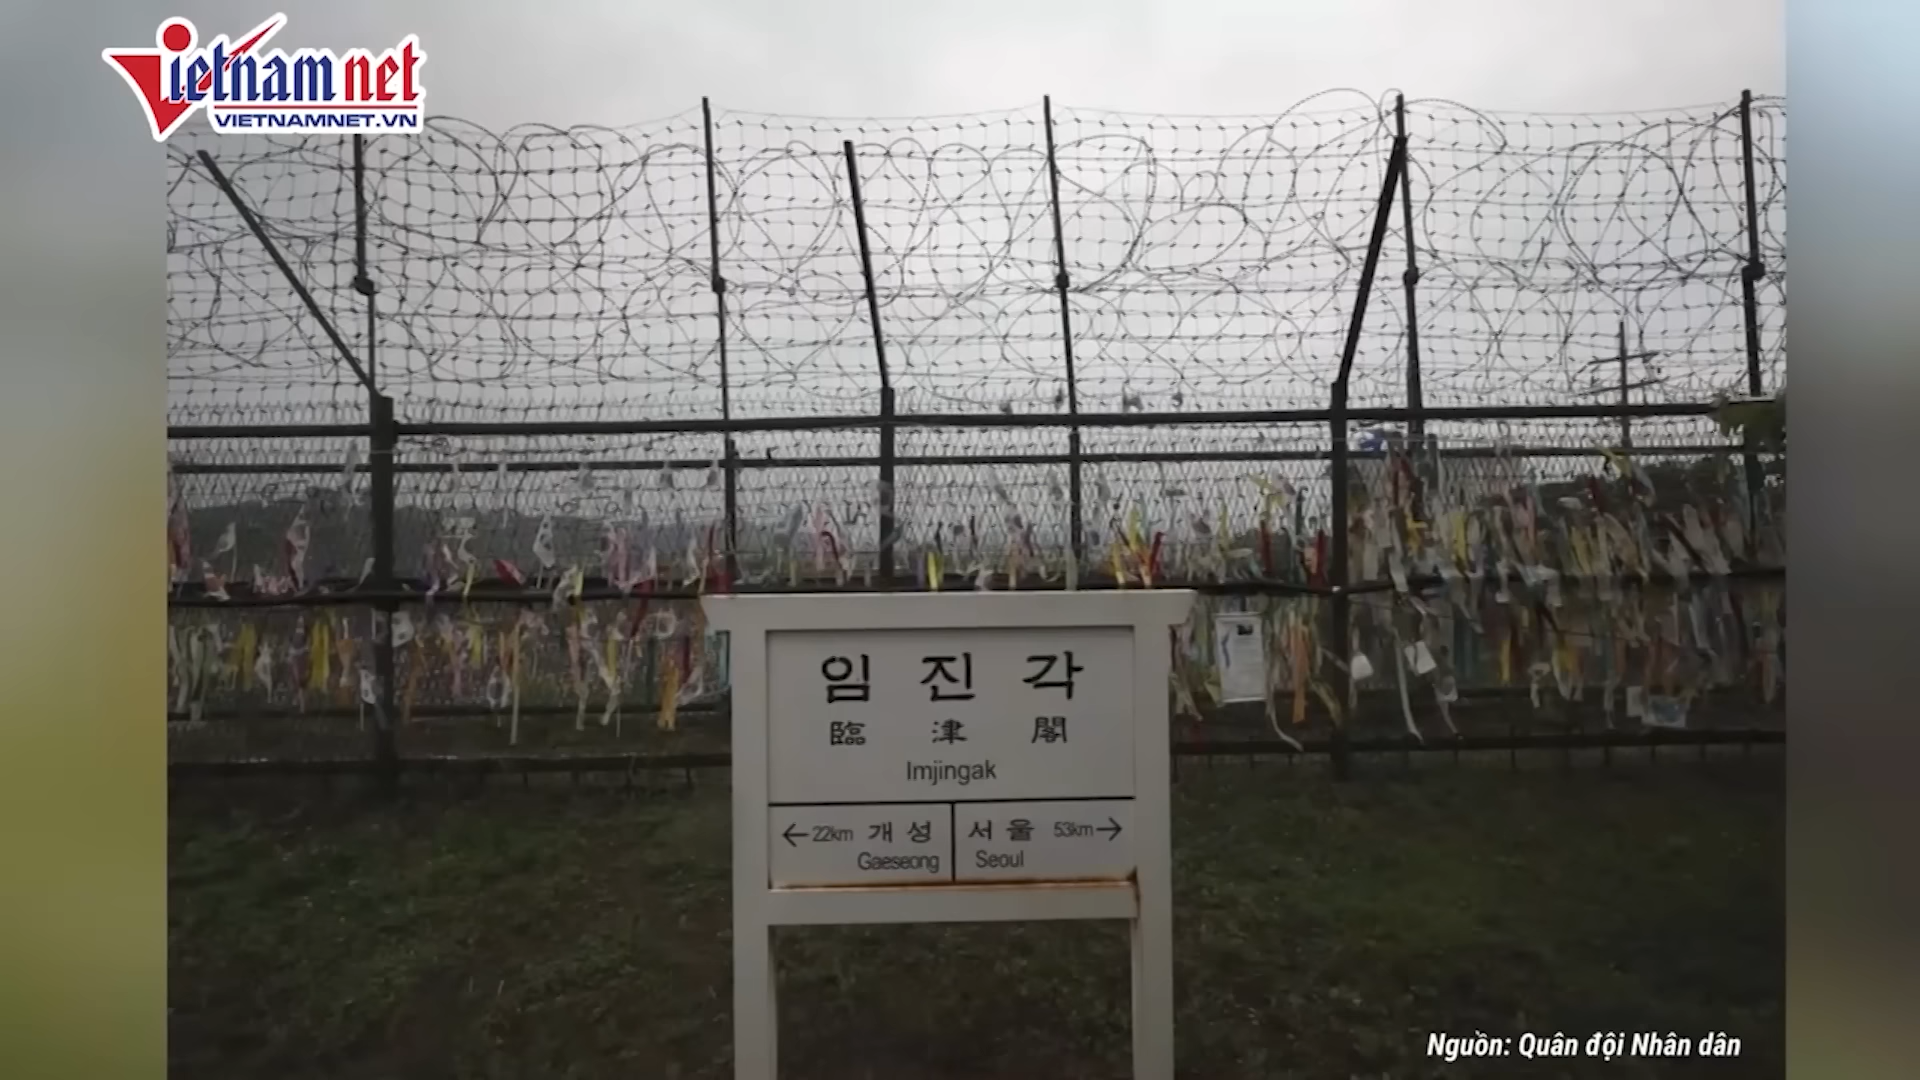 Vietnamnet
VIETNAMNET.VN
임 진 각
臨 津 閣
Imjingak
←22km 개성 서울 53km→
Gaeseong Seoul
Nguồn: Quân đội Nhân dân